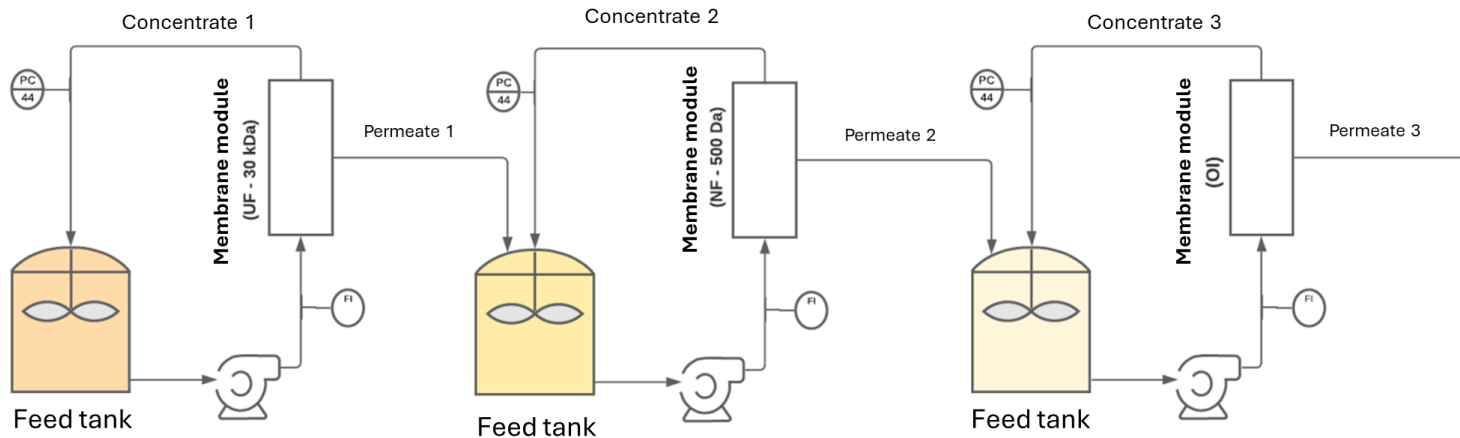 Concentrate 1
PC
44
Membrane module
(UF - 30 kDa)
Permeate 1
FI
Feed tank
Concentrate 2
PC
44
Membrane module
(NF - 500 Da)
Permeate 2
FI
Feed tank
Concentrate 3
PC
44
Membrane module
(OI)
Permeate 3
FI
Feed tank